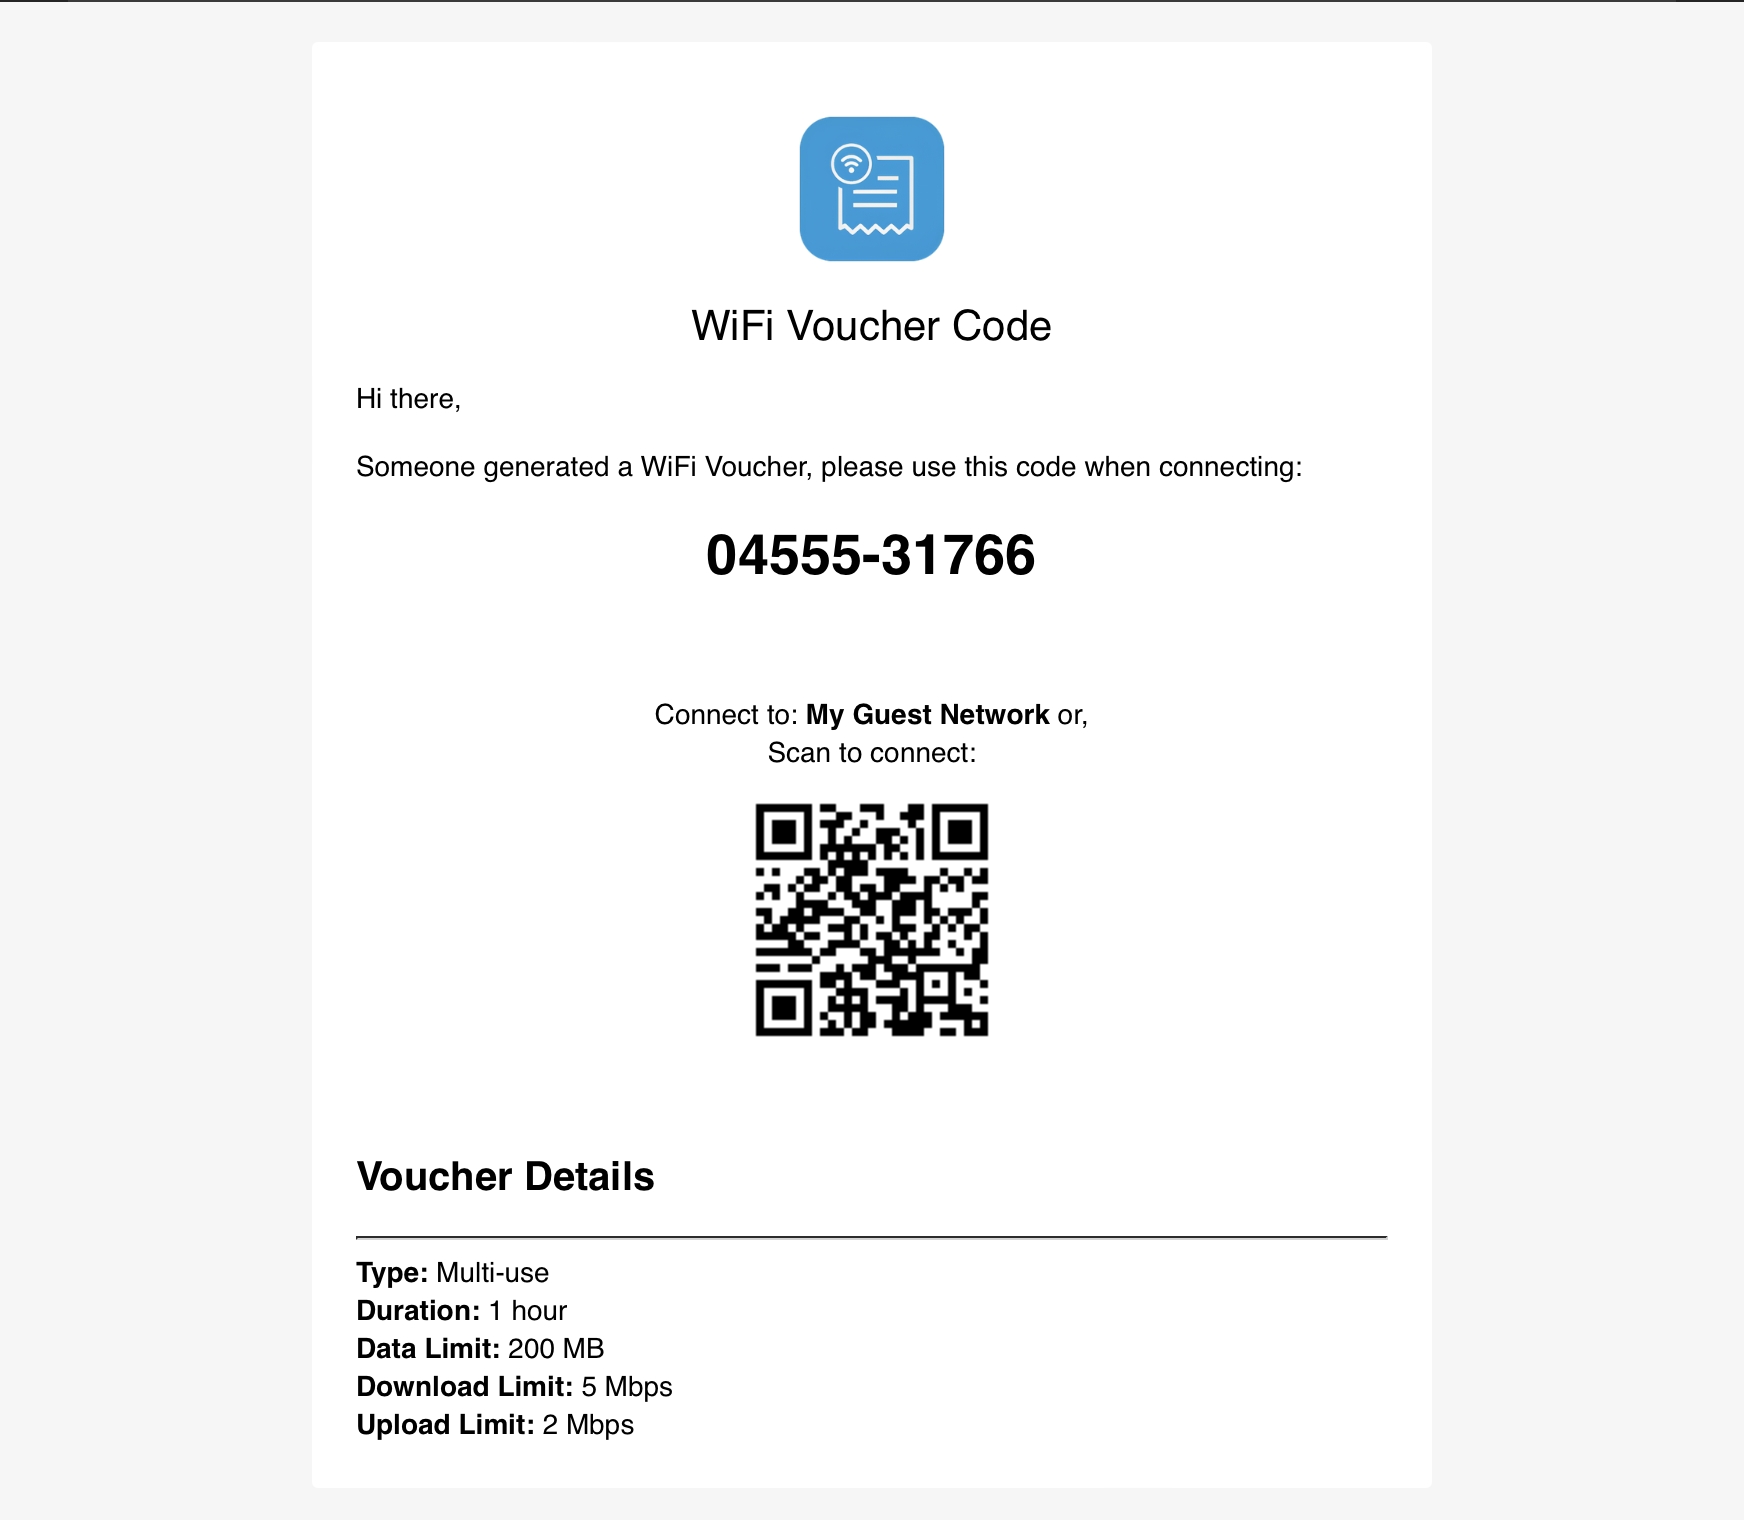 WiFi Voucher Code
Hi there,
Someone generated a WiFi Voucher, please use this code when connecting:
04555-31766
Connect to: My Guest Network or,
Scan to connect:
Voucher Details
Type: Multi-use
Duration: 1 hour
Data Limit: 200 MB
Download Limit: 5 Mbps
Upload Limit: 2 Mbps